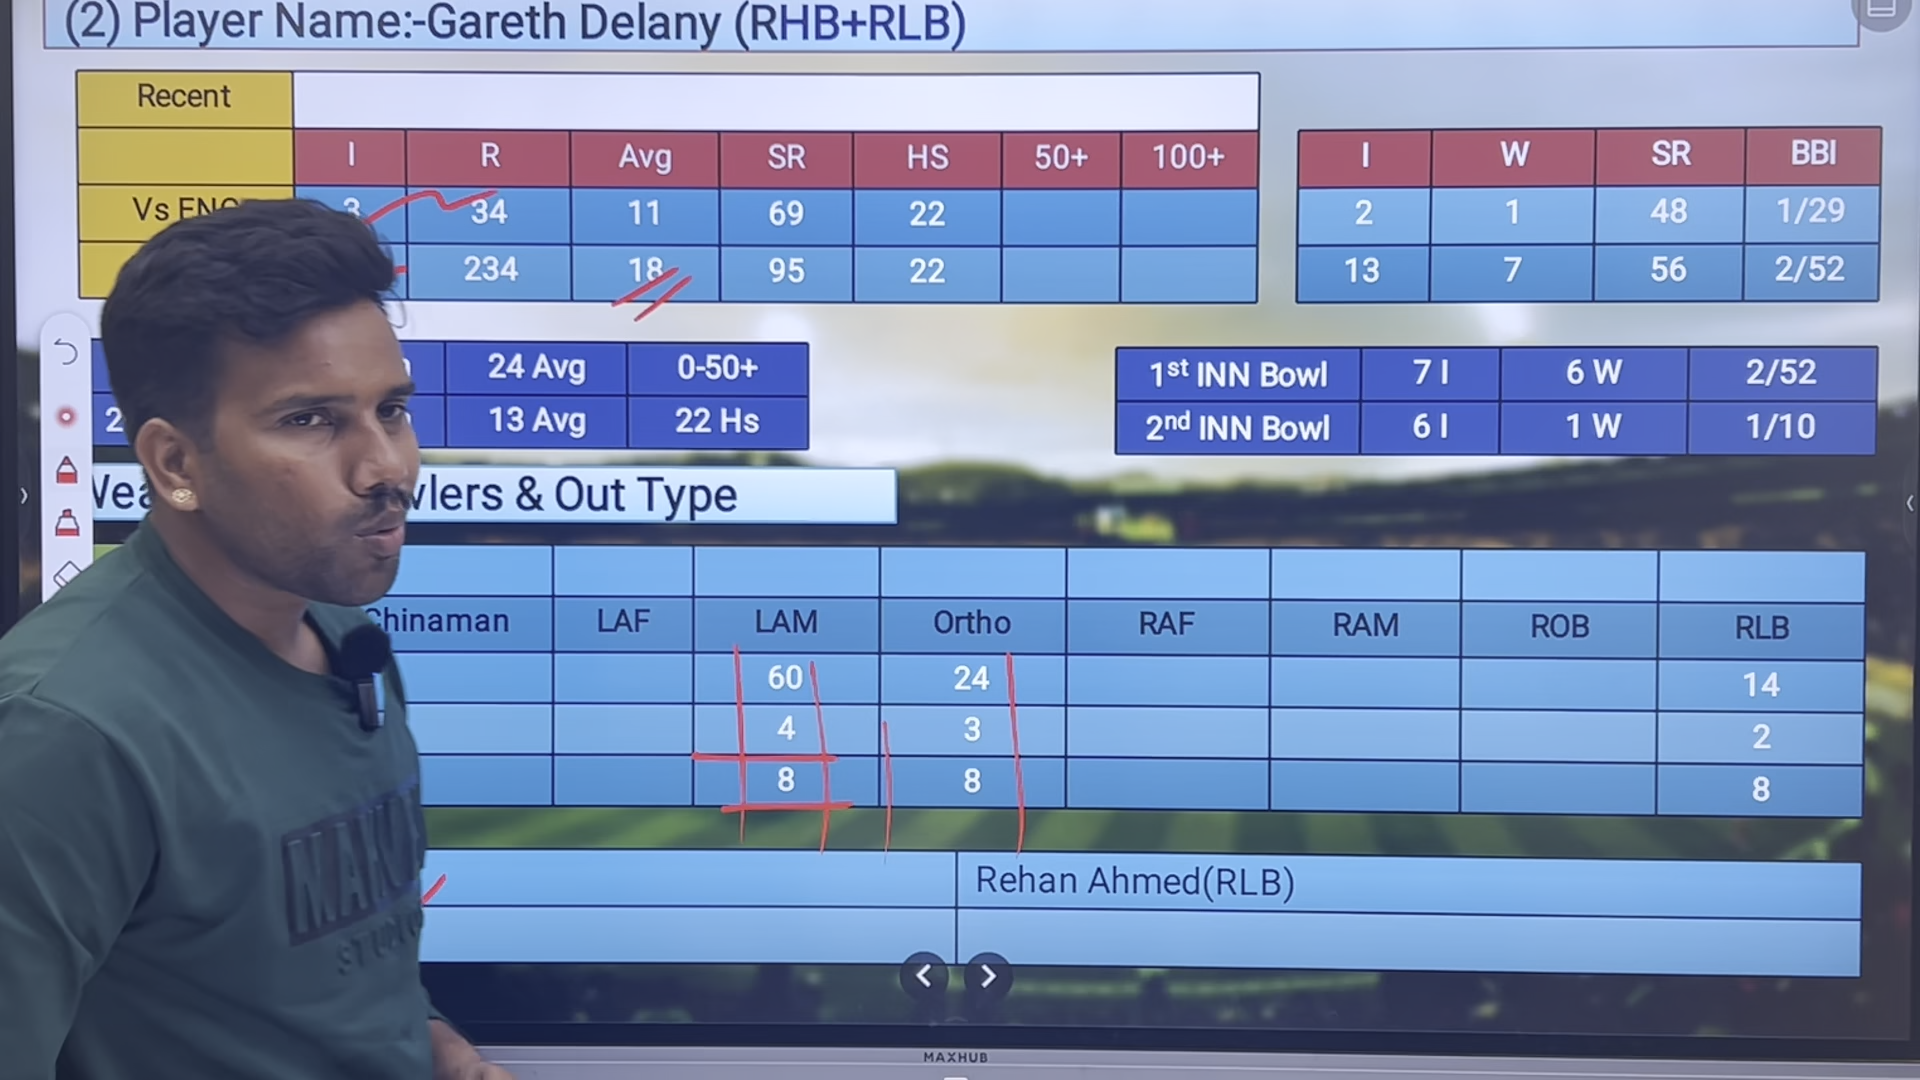 (2) Player Name:-Gareth Delany (RHB+RLB)
Recent
I R Avg SR HS 50+ 100+ I W SR BBI
Vs ENG 3 34 11 69 22 2 1 48 1/29
234 18 95 22 13 7 56 2/52
24 Avg 0-50+ 1st INN Bowl 7 I 6 W 2/52
2 13 Avg 22 Hs 2nd INN Bowl 6 I 1 W 1/10
& Out Type
Chinaman LAF LAM Ortho RAF RAM ROB RLB
60 24 14
4 3 2
8 8 8
Rehan Ahmed(RLB)
MAXHUB